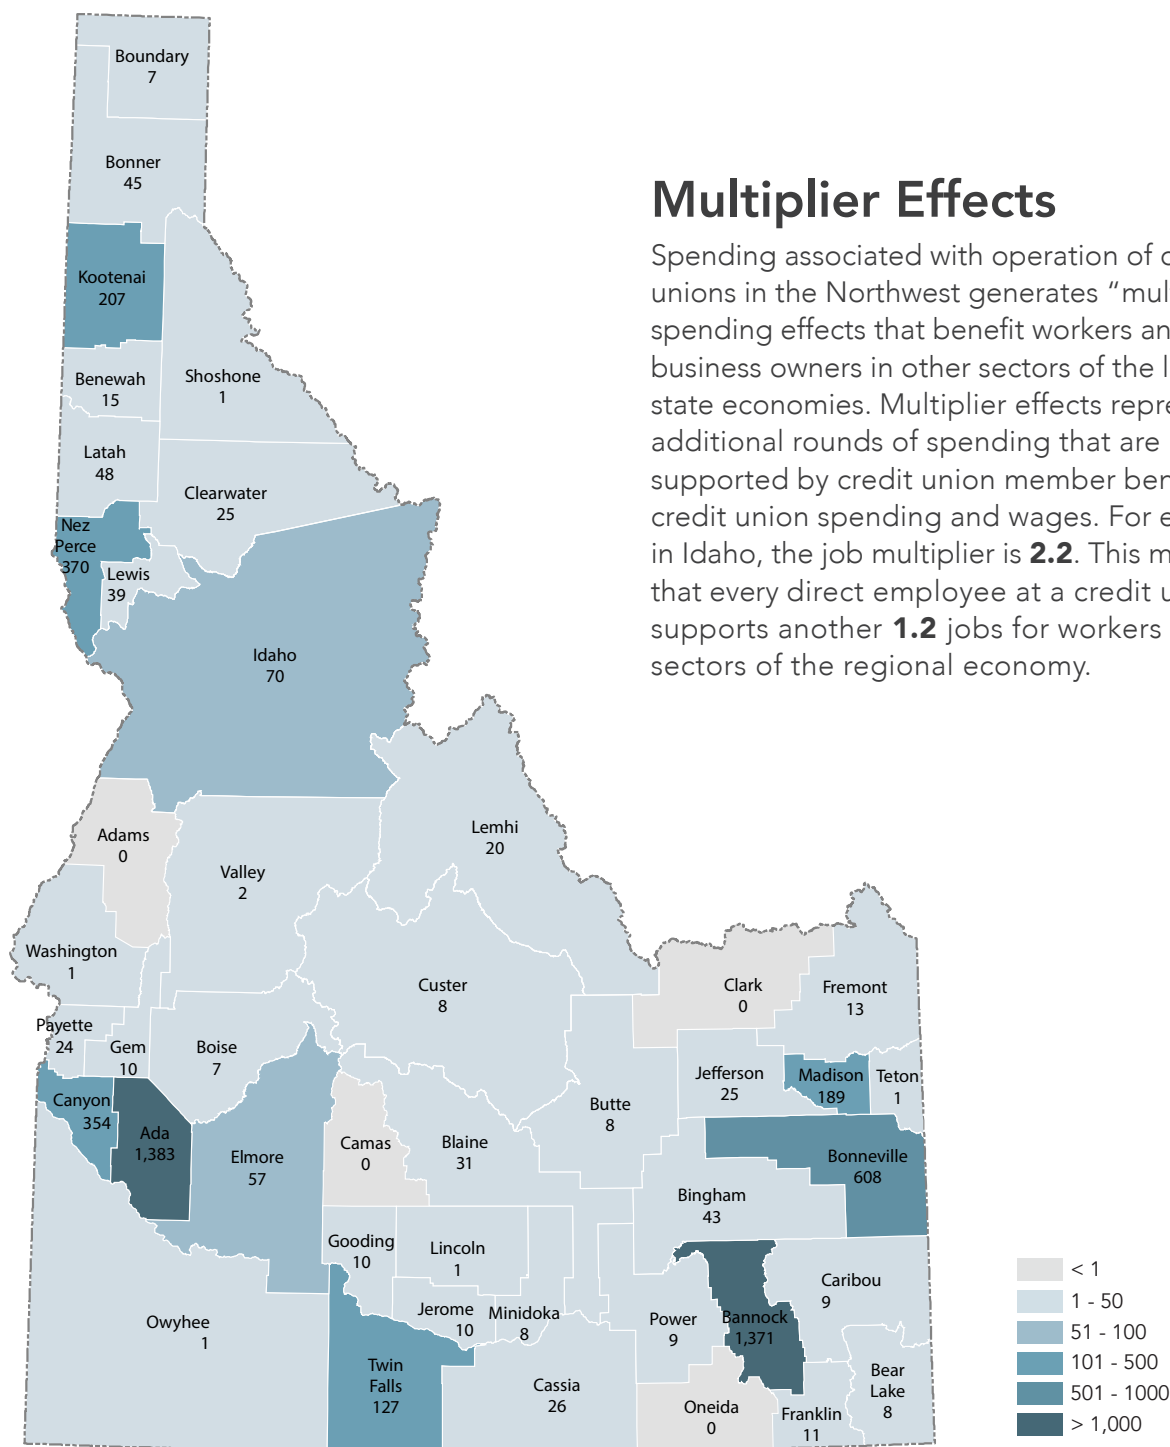 Boundary
7
Bonner
45
Multiplier Effects
Spending associated with operation of
unions in the Northwest generates “mul
spending effects that benefit workers an
business owners in other sectors of the l
state economies. Multiplier effects repre
additional rounds of spending that are
supported by credit union member ben
credit union spending and wages. For e
in Idaho, the job multiplier is 2.2. This m
that every direct employee at a credit u
supports another 1.2 jobs for workers
sectors of the regional economy.
Kootenai
207
Benewah
15
Shoshone
1
Latah
48
Clearwater
25
Nez
Perce
370
Lewis
39
Idaho
70
Adams
0
Valley
2
Lemhi
20
Washington
1
Custer
8
Clark
0
Fremont
13
Payette
24
Gem
10
Boise
7
Jefferson
25
Madison
189
Teton
1
Canyon
354
Ada
1,383
Elmore
57
Camas
0
Blaine
31
Butte
8
Bonneville
608
Bingham
43
Gooding
10
Lincoln
1
Jerome
10
Minidoka
8
Owyhee
1
Twin
Falls
127
Cassia
26
Power
9
Bannock
1,371
Caribou
9
Bear
Lake
8
Oneida
0
Franklin
11
< 1
1 - 50
51 - 100
101 - 500
501 - 1000
> 1,000